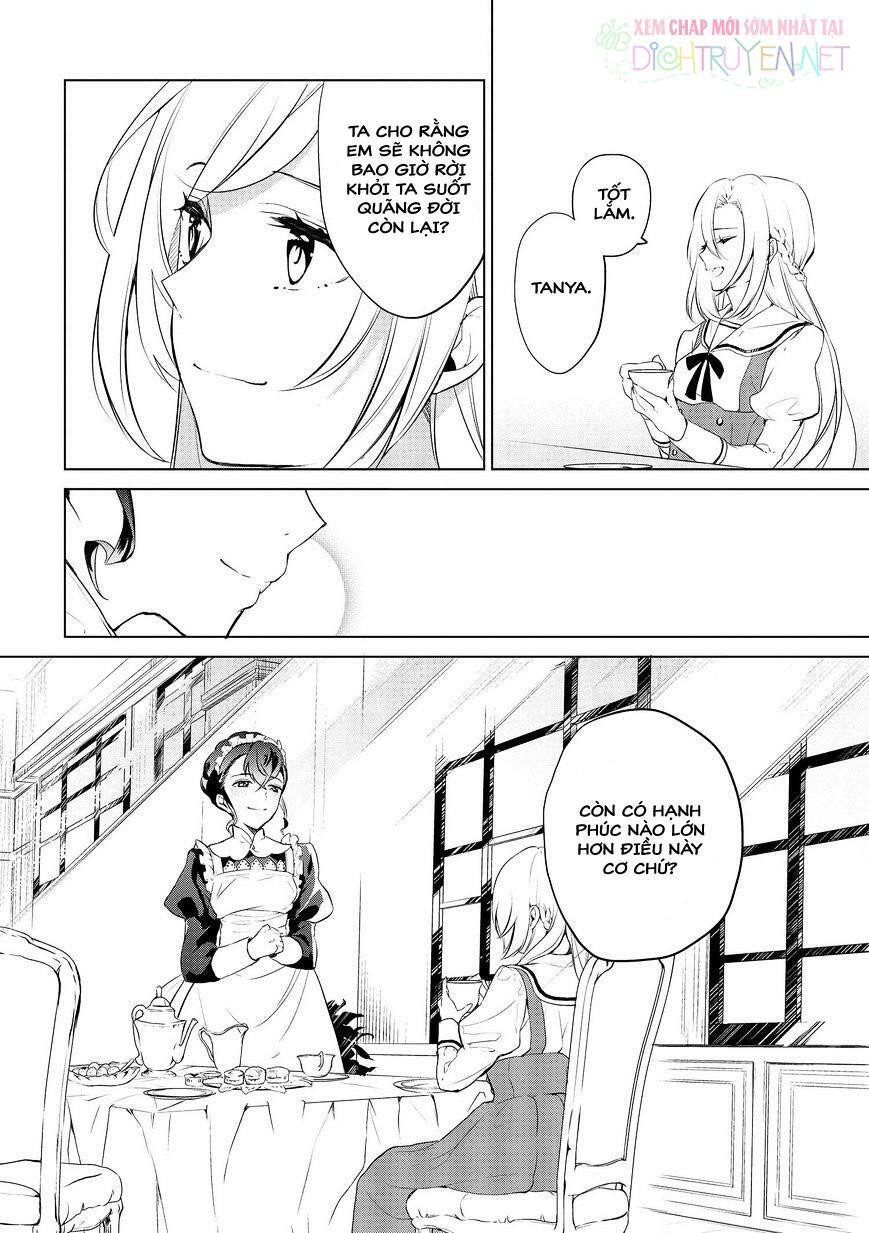 XEM CHAP MỚI SỚM NHẤT TẠI
DICHTRUYEN.NET
TỐT
LẮM.
TANYA.
TA CHO RẰNG
EM SẼ KHÔNG
BAO GIỜ RỜI
KHỎI TA SUỐT
QUÃNG ĐỜI
CÒN LẠI?
CÒN CÓ HẠNH
PHÚC NÀO LỚN
HƠN ĐIỀU NÀY
CƠ CHỨ?